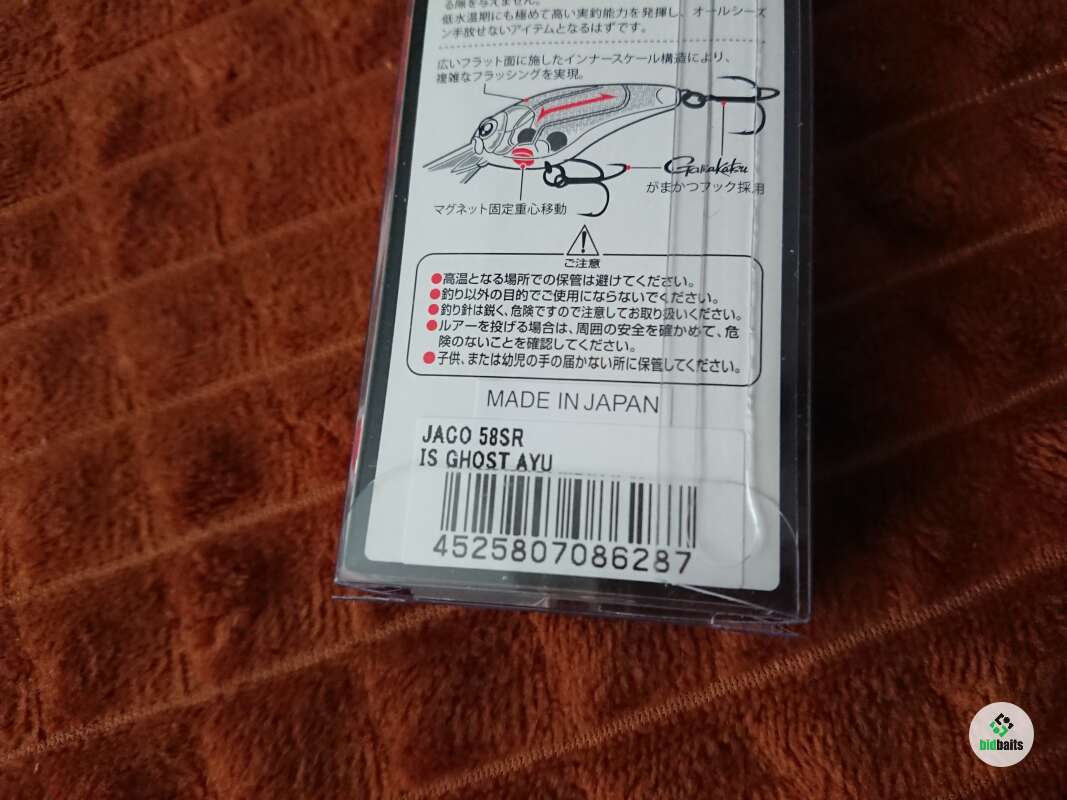 る隙を与えません。
低水温期にも極めて高い実釣能力を発揮し、オールシーズ
ン手放せないアイテムとなるはずです。
広いフラット面に施したインナースケール構造により、
複雑なフラッシングを実現。
Gamakatsu
がまかつフック採用
マグネット固定重心移動
ご注意
●高温となる場所での保管は避けてください。
●釣り以外の目的でご使用にならないでください。
●釣り針は鋭く、危険ですので注意してお取り扱いください。
●ルアーを投げる場合は、周囲の安全を確かめて、危
険のないことを確認してください。
●子供、または幼児の手の届かない所に保管してください。
MADE IN JAPAN
JACO 58SR
IS GHOST AYU
4525807086287
bidbaits